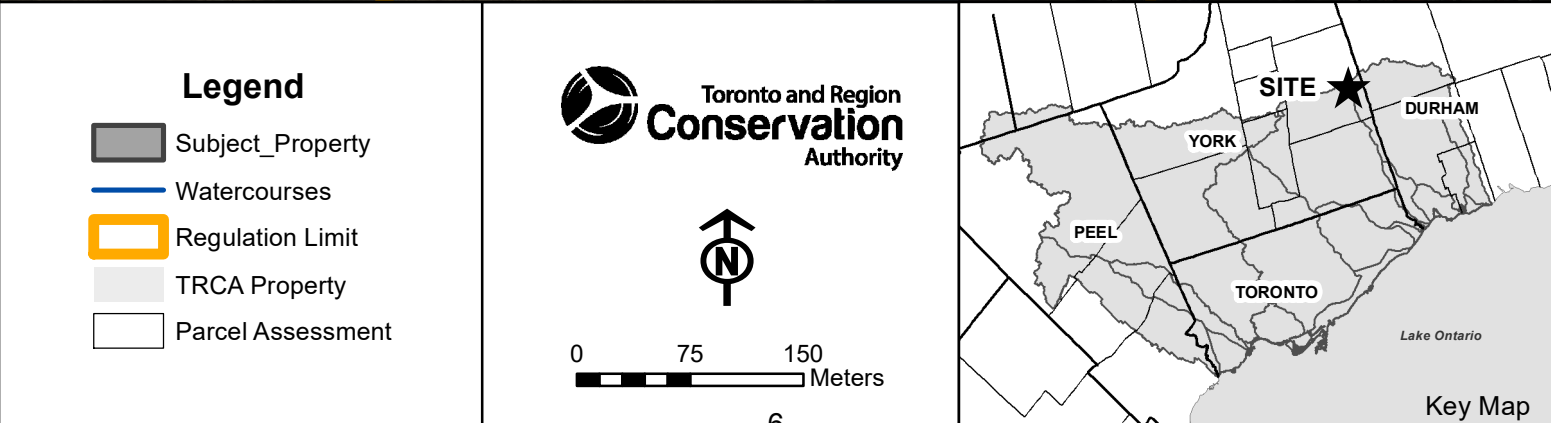 Legend
Subject_Property
Watercourses
Regulation Limit
TRCA Property
Parcel Assessment
Toronto and Region
Conservation
Authority
N
0 75 150
Meters
6
SITE
DURHAM
YORK
PEEL
TORONTO
Lake Ontario
Key Map